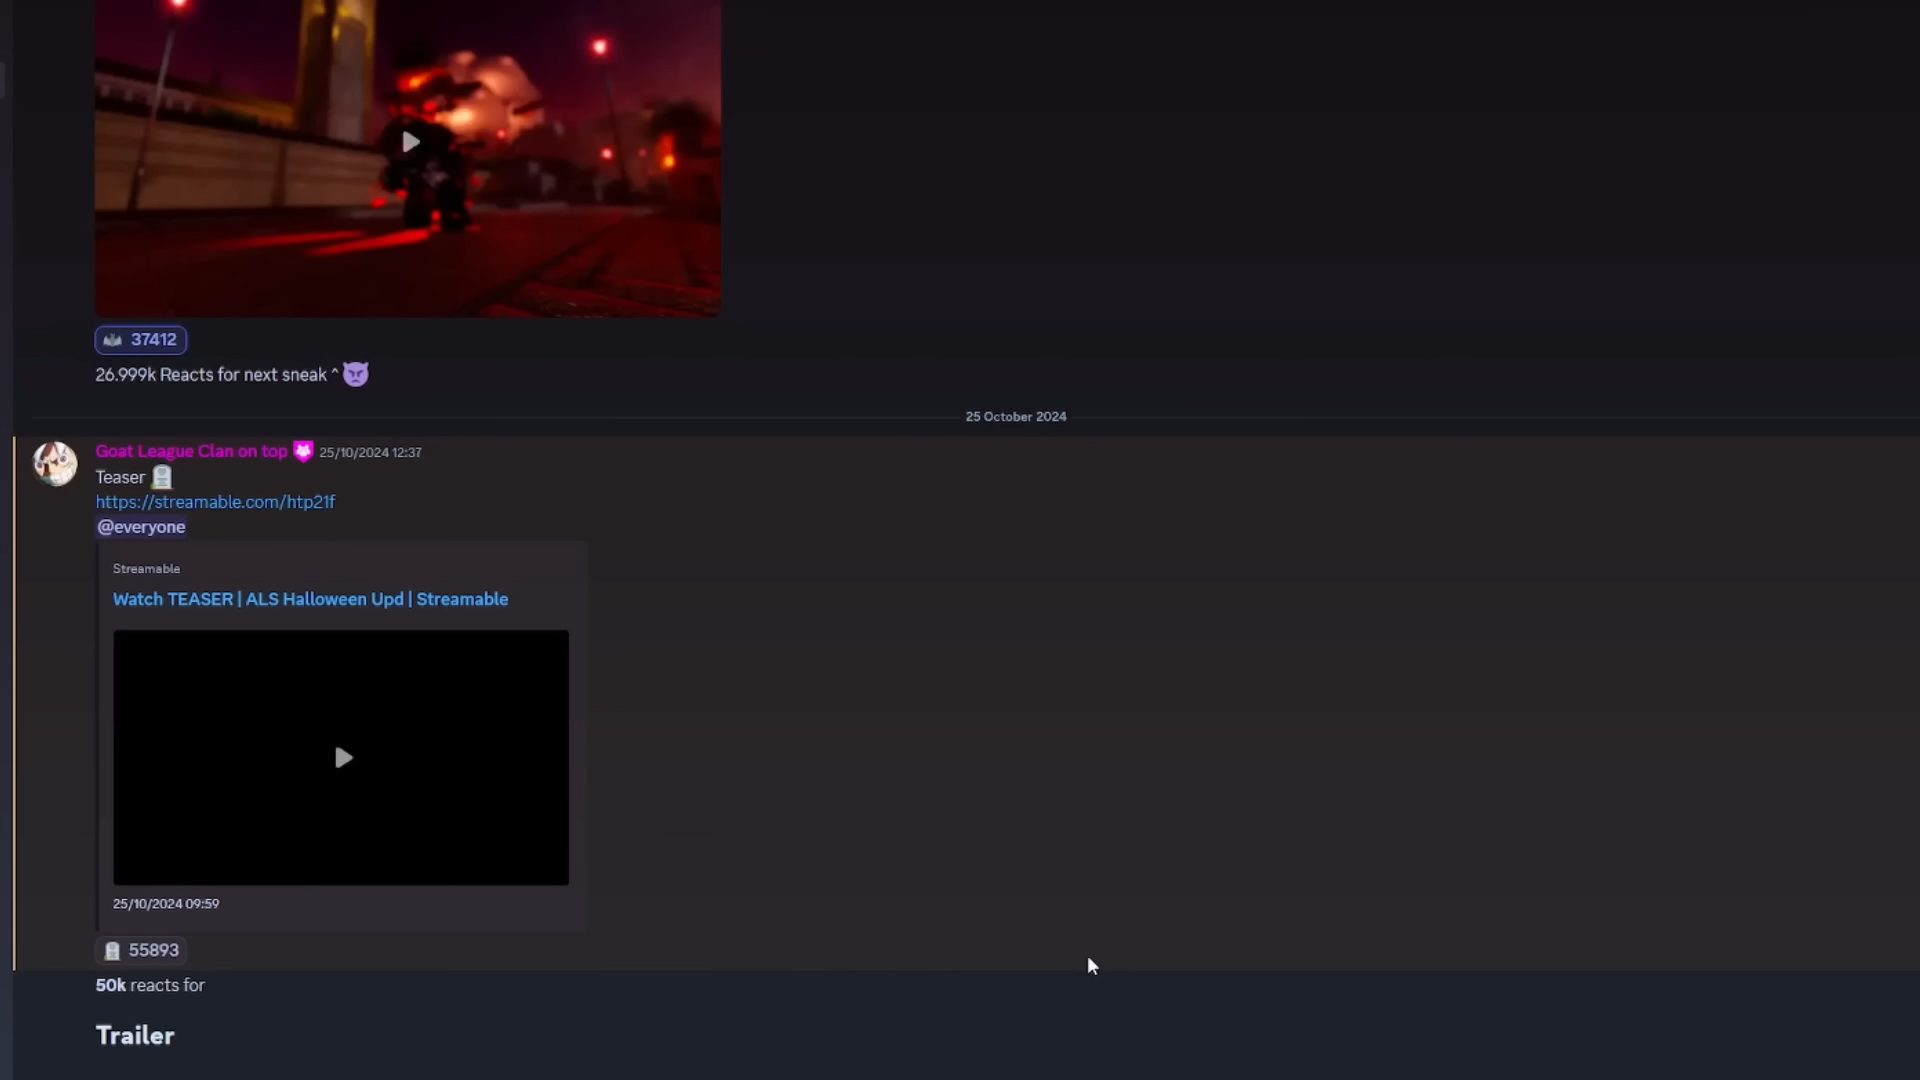 37412
26.999k Reacts for next sneak ^
25 October 2024
Goat League Clan on top 25/10/2024 12:37
Teaser
https://streamable.com/htp21f
@everyone
Streamable
Watch TEASER | ALS Halloween Upd | Streamable
25/10/2024 09:59
55893
50k reacts for
Trailer